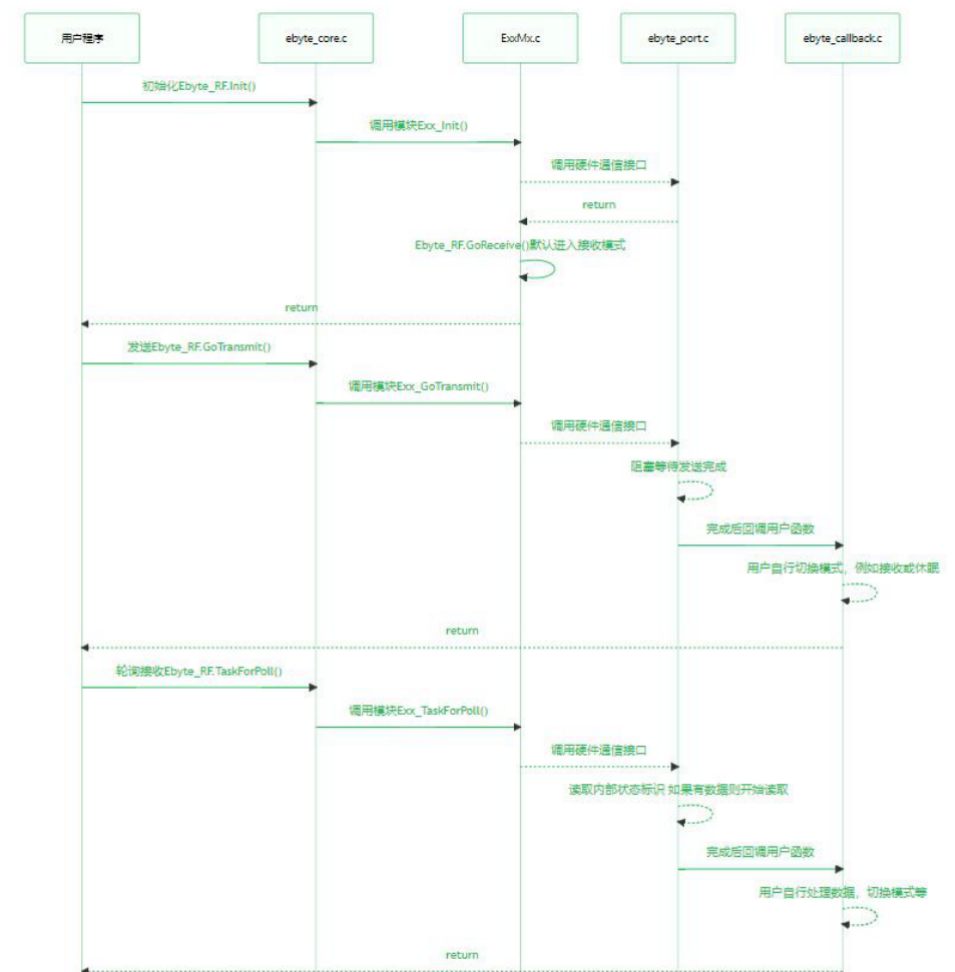 用户程序
ebyte_core.c
ExxMx.c
ebyte_port.c
ebyte_callback.c
初始化Ebyte_RF.Init()
调用模块Exx_Init()
调用硬件通信接口
return
Ebyte_RF.GoReceive()默认进入接收模式
return
发送Ebyte_RF.GoTransmit()
调用模块Exx_GoTransmit()
调用硬件通信接口
阻塞等待发送完成
完成后回调用户函数
用户自行切换模式，例如接收或休眠
return
轮询接收Ebyte_RF.TaskForPoll()
调用模块Exx_TaskForPoll()
调用硬件通信接口
读取内部状态标识 如果有数据则开始读取
完成后回调用户函数
用户自行处理数据，切换模式等
return